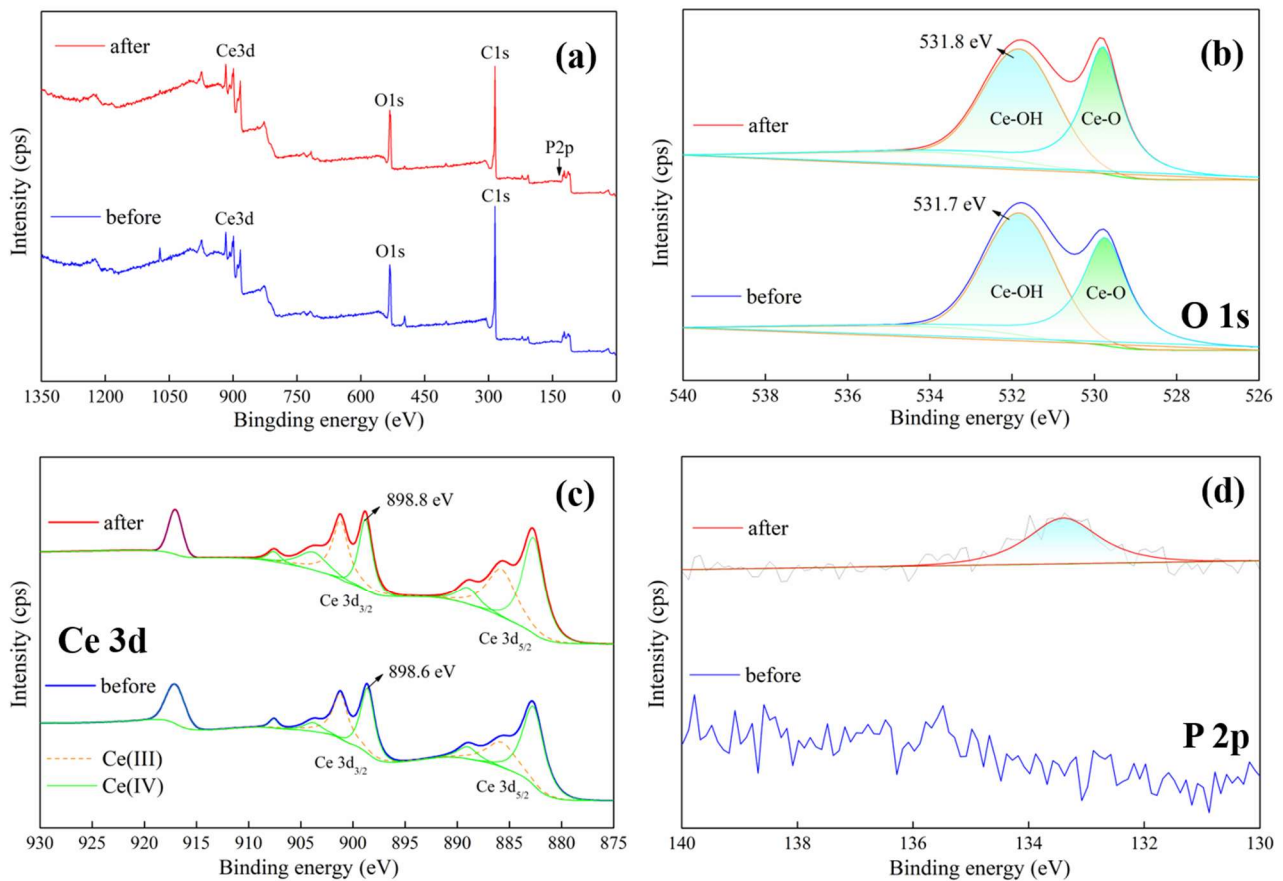 (a)
after
Ce3d
O1s
C1s
P2p
before
Ce3d
O1s
C1s
Intensity (cps)
1350 1200 1050 900 750 600 450 300 150 0
Bingding energy (eV)
(b)
531.8 eV
after
Ce-OH
Ce-O
531.7 eV
before
Ce-OH
Ce-O
O 1s
Intensity (cps)
540 538 536 534 532 530 528 526
Binding energy (eV)
(c)
after
898.8 eV
Ce 3d3/2
Ce 3d5/2
Ce 3d
before
898.6 eV
Ce(III)
Ce(IV)
Ce 3d3/2
Ce 3d5/2
Intensity (cps)
930 925 920 915 910 905 900 895 890 885 880 875
Binding energy (eV)
(d)
after
before
P 2p
Intensity (cps)
140 138 136 134 132 130
Binding energy (eV)